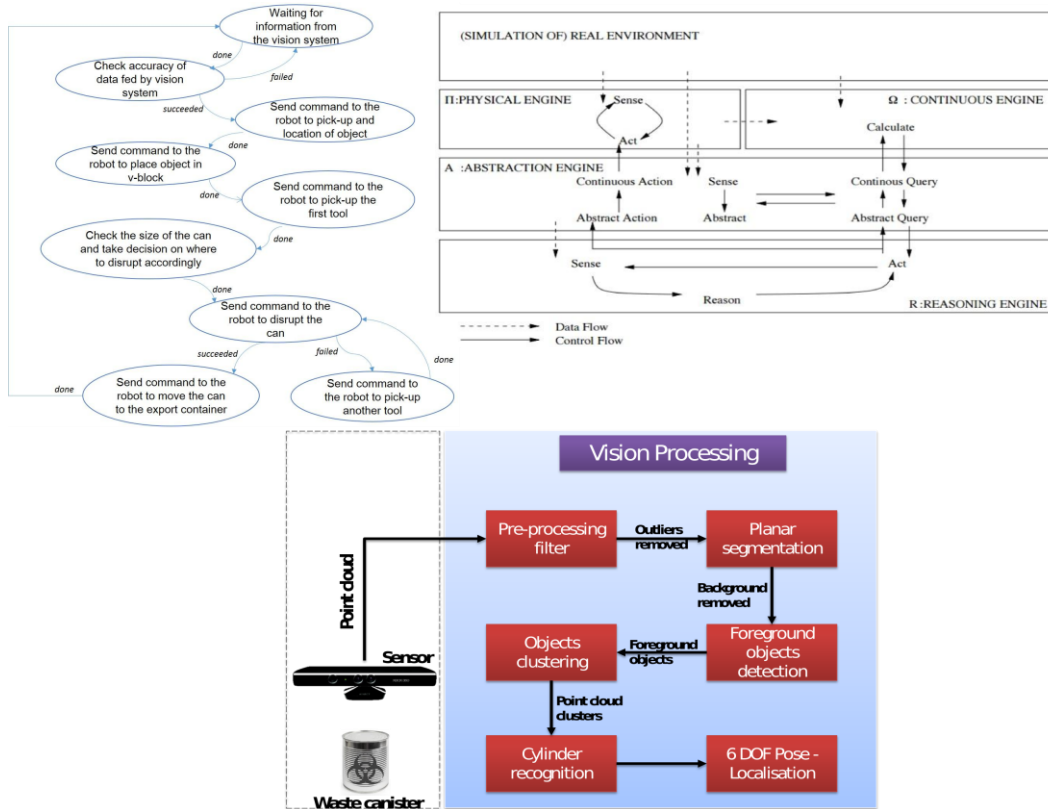 Waiting for
information from
the vision system
done
failed
Check accuracy of
data fed by vision
system
succeeded
Send command to the
robot to pick-up and
location of object
done
Send command to the
robot to place object in
v-block
done
Send command to the
robot to pick-up the
first tool
done
Check the size of the can
and take decision on where
to disrupt accordingly
done
Send command to the
robot to disrupt the
can
succeeded
failed
done
Send command to the
robot to move the can
to the export container
done
Send command to
the robot to pick-up
another tool
(SIMULATION OF) REAL ENVIRONMENT
Π:PHYSICAL ENGINE
Sense
Act
Ω : CONTINUOUS ENGINE
Calculate
A :ABSTRACTION ENGINE
Continuous Action
Sense
Continous Query
Abstract Action
Abstract
Abstract Query
Sense
Act
Reason
R :REASONING ENGINE
Data Flow
Control Flow
Vision Processing
Pre-processing
filter
Outliers
removed
Planar
segmentation
Background
removed
Point cloud
Sensor
Objects
clustering
Foreground
objects
Foreground
objects
detection
Point cloud
clusters
Cylinder
recognition
6 DOF Pose -
Localisation
Waste canister